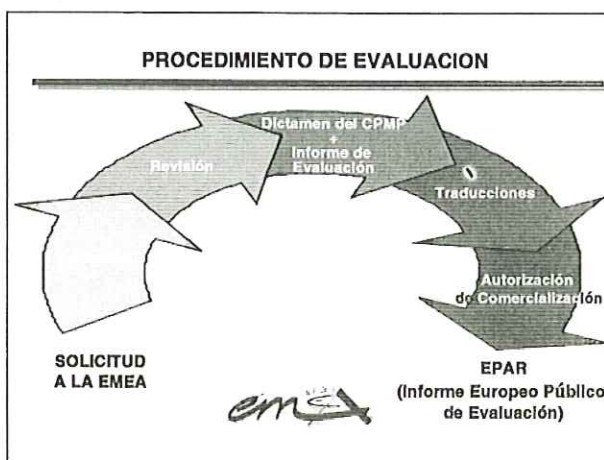 PROCEDIMIENTO DE EVALUACION
Revisión
Dictamen del CPMP
+
Informe de
Evaluación
Traducciones
Autorización
de Comercialización
SOLICITUD
A LA EMEA
EPAR
(Informe Europeo Público
de Evaluación)
emea